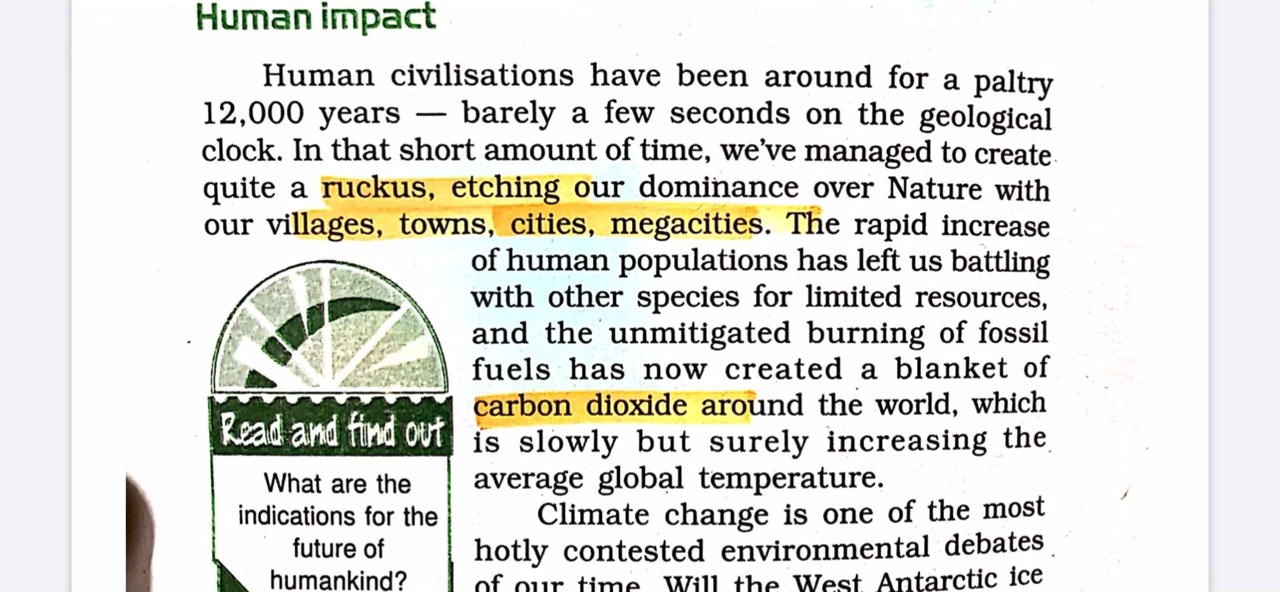 Human impact
Human civilisations have been around for a paltry
12,000 years — barely a few seconds on the geological
clock. In that short amount of time, we've managed to create
quite a ruckus, etching our dominance over Nature with
our villages, towns, cities, megacities. The rapid increase
of human populations has left us battling
with other species for limited resources,
and the unmitigated burning of fossil
fuels has now created a blanket of
carbon dioxide around the world, which
is slowly but surely increasing the
average global temperature.
Climate change is one of the most
hotly contested environmental debates
of our time. Will the West Antarctic ice
Read and find out
What are the
indications for the
future of
humankind?